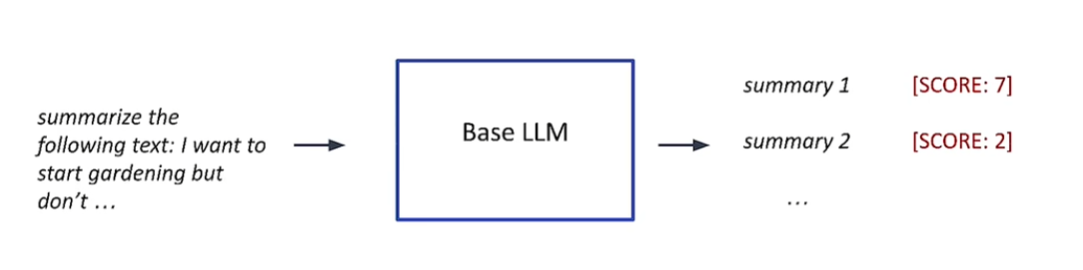 summarize the
following text: I want to
start gardening but
don’t …
Base LLM
summary 1 [SCORE: 7]
summary 2 [SCORE: 2]
…